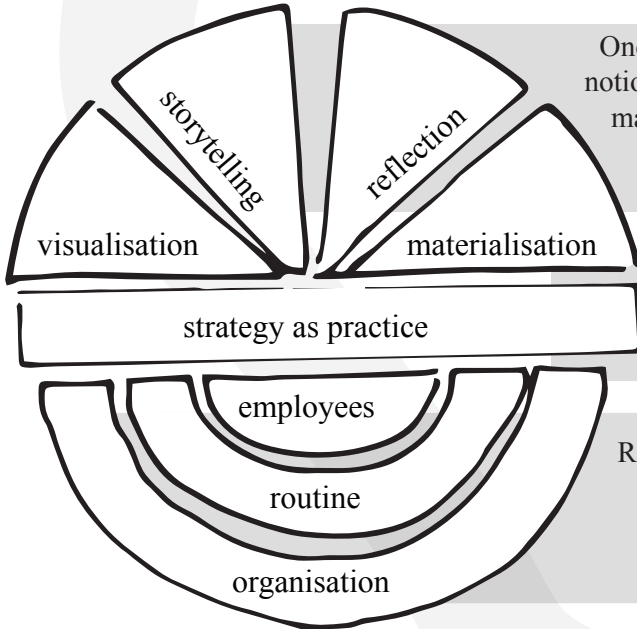 storytelling
reflection
visualisation
materialisation
strategy as practice
employees
routine
organisation